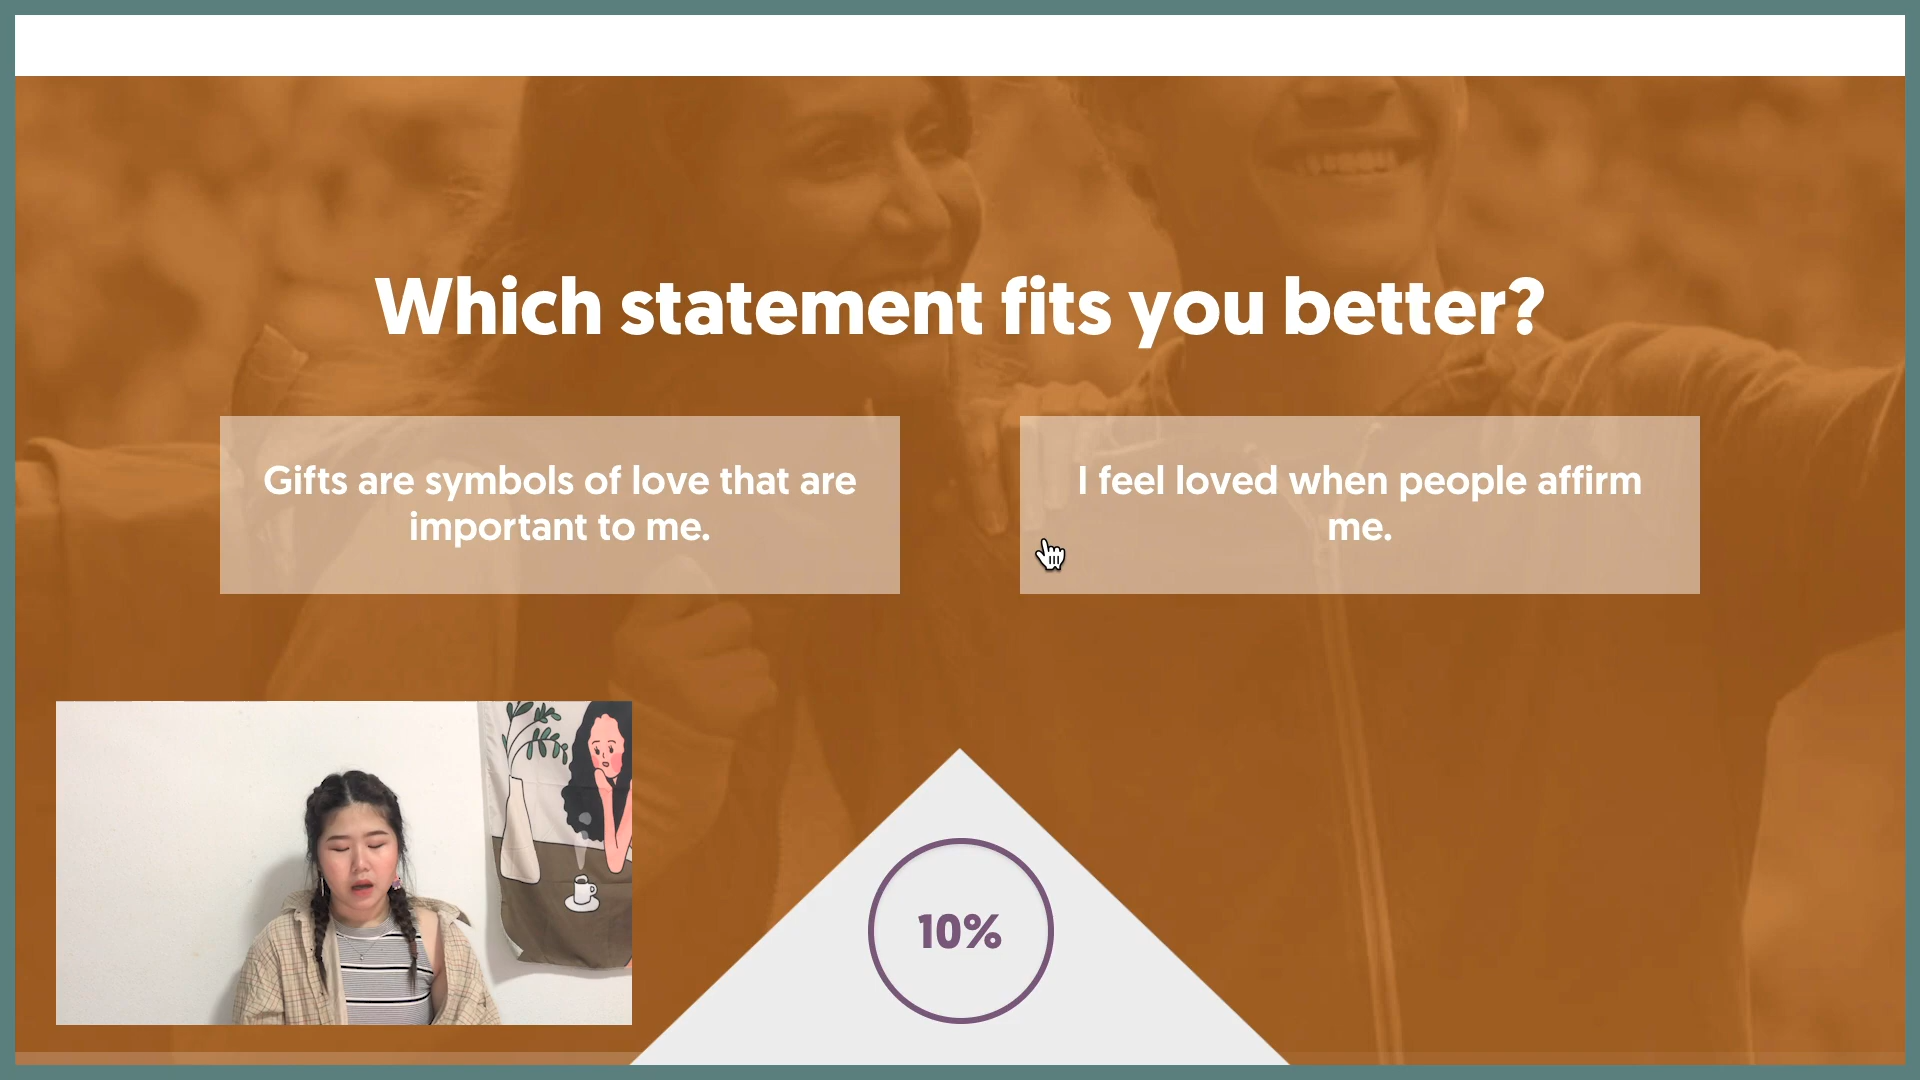 Which statement fits you better?
Gifts are symbols of love that are
important to me.
I feel loved when people affirm
me.
10%